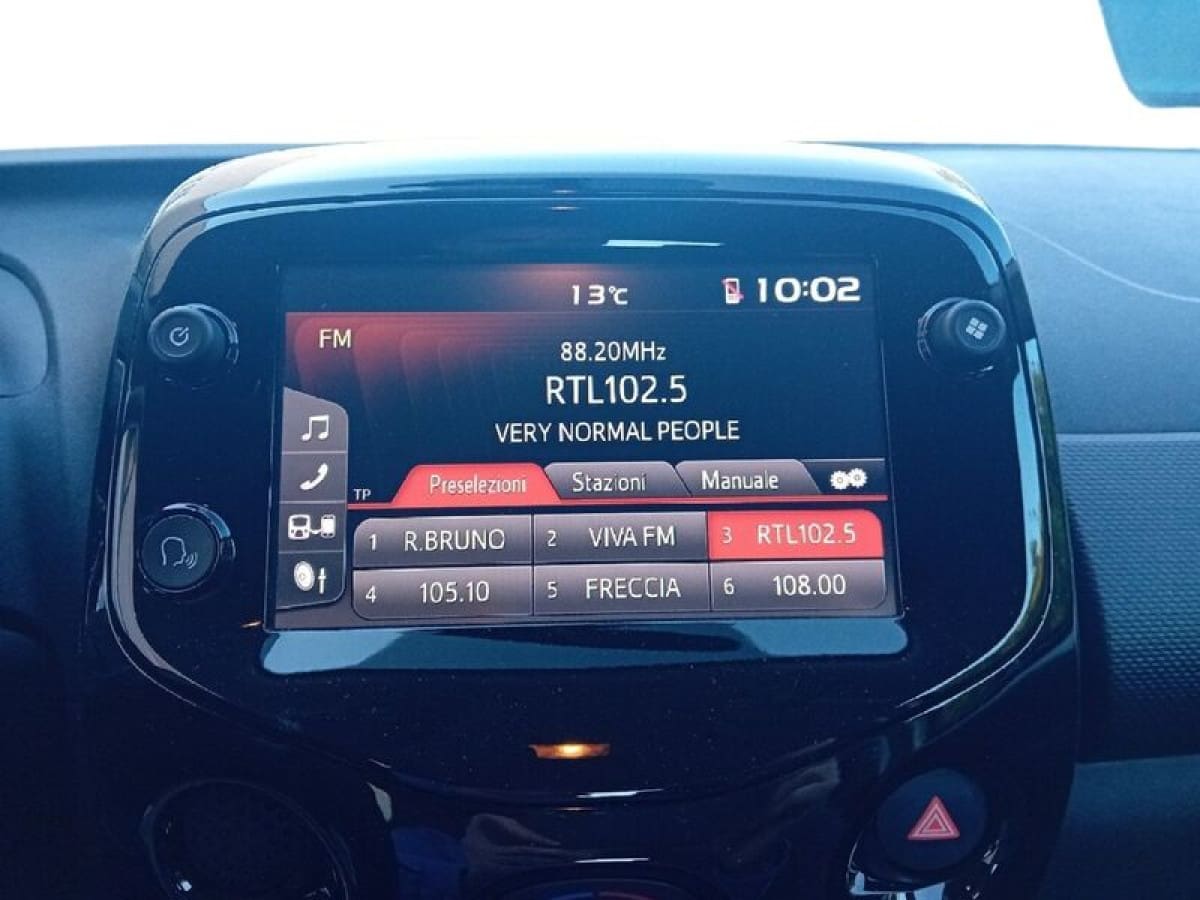 13℃ 10:02
FM
88.20MHz
RTL102.5
VERY NORMAL PEOPLE
TP Preselezioni Stazioni Manuale
1 R.BRUNO 2 VIVA FM 3 RTL102.5
4 105.10 5 FRECCIA 6 108.00